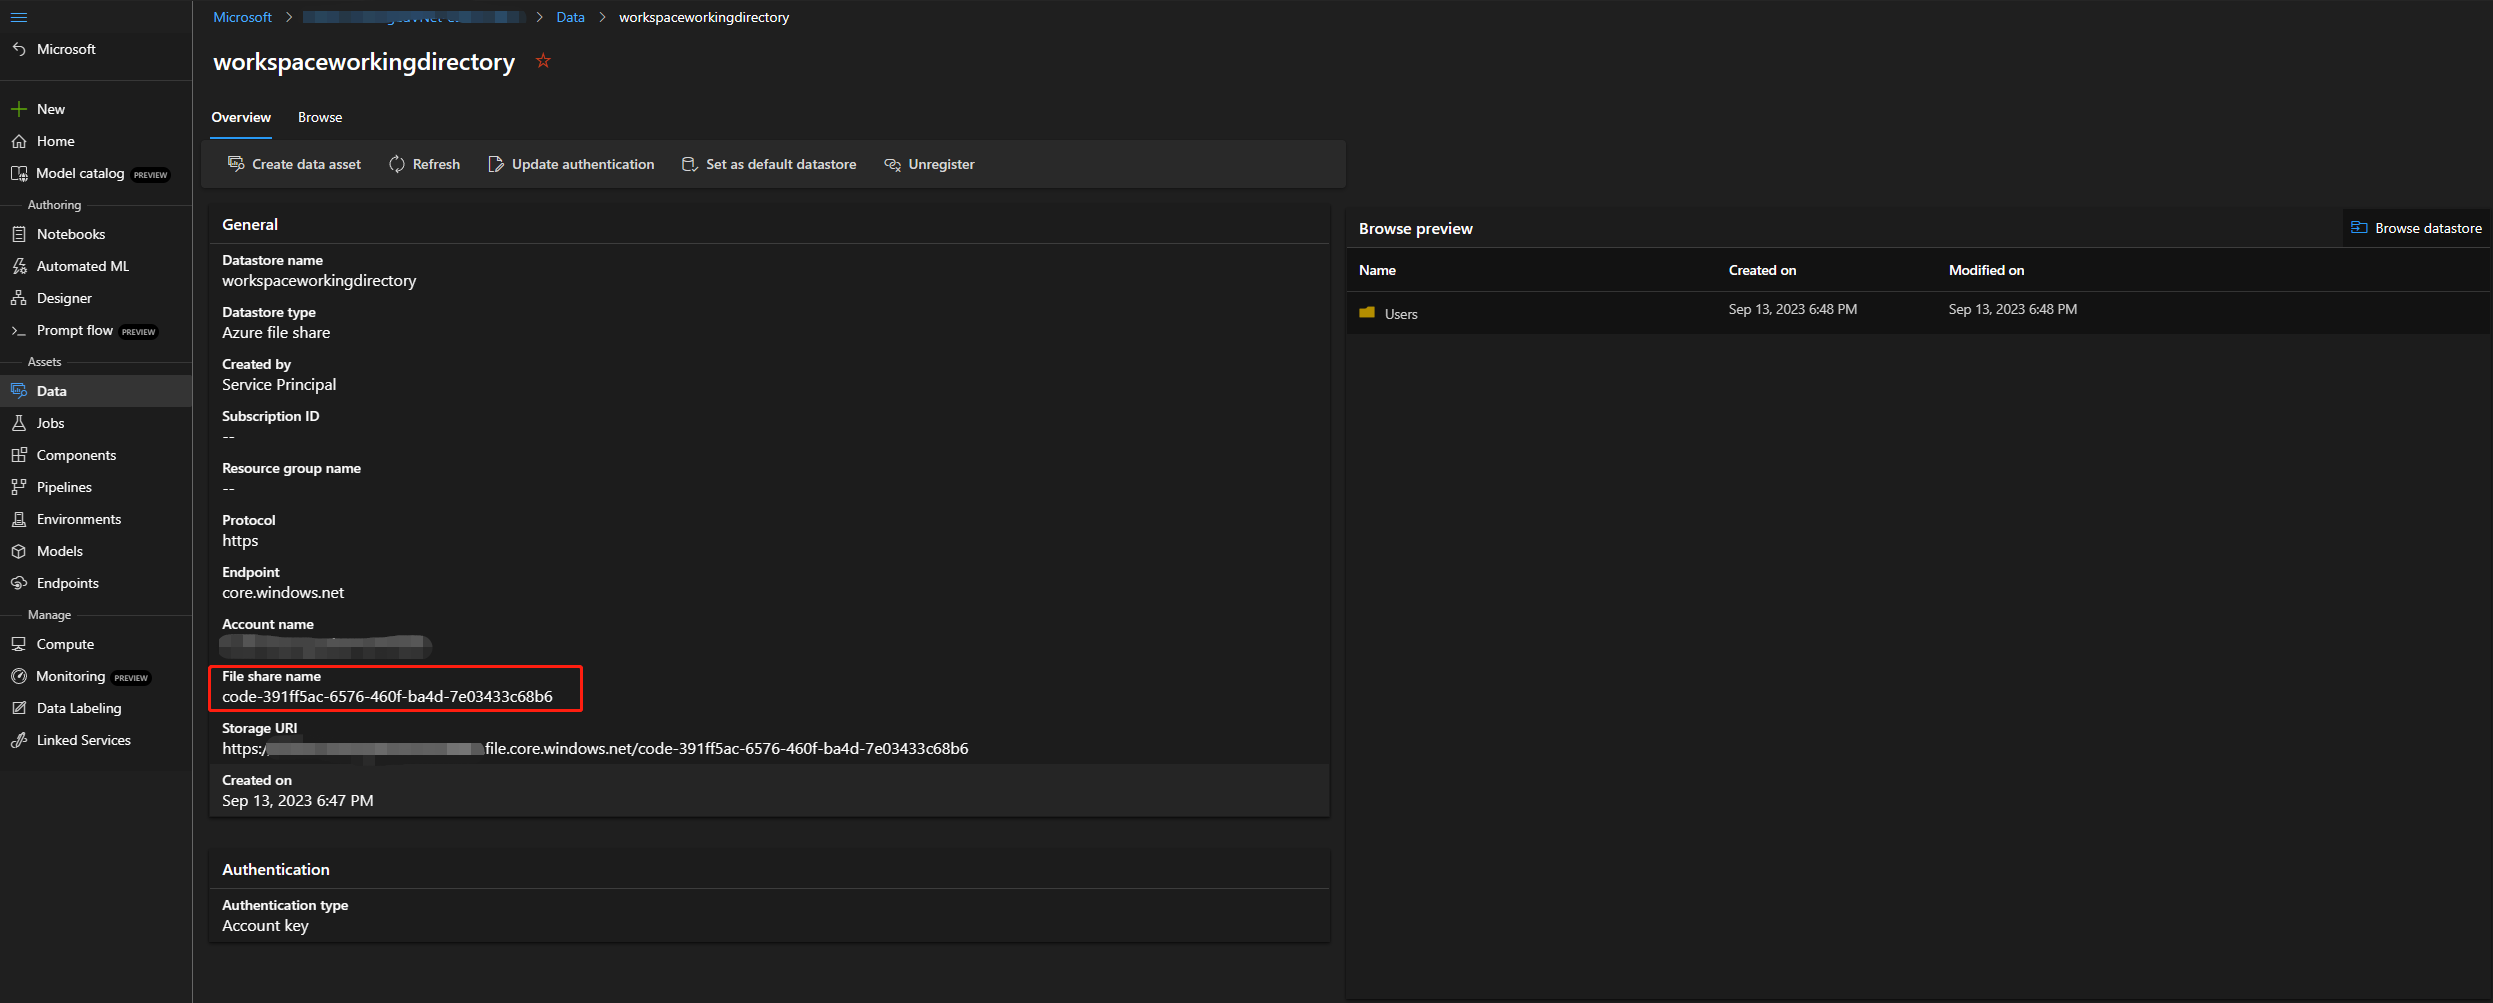 Microsoft
New
Home
Model catalog PREVIEW
Authoring
Notebooks
Automated ML
Designer
Prompt flow PREVIEW
Assets
Data
Jobs
Components
Pipelines
Environments
Models
Endpoints
Manage
Compute
Monitoring PREVIEW
Data Labeling
Linked Services
Microsoft > > Data > workspaceworkingdirectory
workspaceworkingdirectory
Overview Browse
Create data asset Refresh Update authentication Set as default datastore Unregister
General
Datastore name
workspaceworkingdirectory
Datastore type
Azure file share
Created by
Service Principal
Subscription ID
--
Resource group name
--
Protocol
https
Endpoint
core.windows.net
Account name
File share name
code-391ff5ac-6576-460f-ba4d-7e03433c68b6
Storage URI
https:/ file.core.windows.net/code-391ff5ac-6576-460f-ba4d-7e03433c68b6
Created on
Sep 13, 2023 6:47 PM
Authentication
Authentication type
Account key
Browse preview
Browse datastore
Name Created on Modified on
Users Sep 13, 2023 6:48 PM Sep 13, 2023 6:48 PM